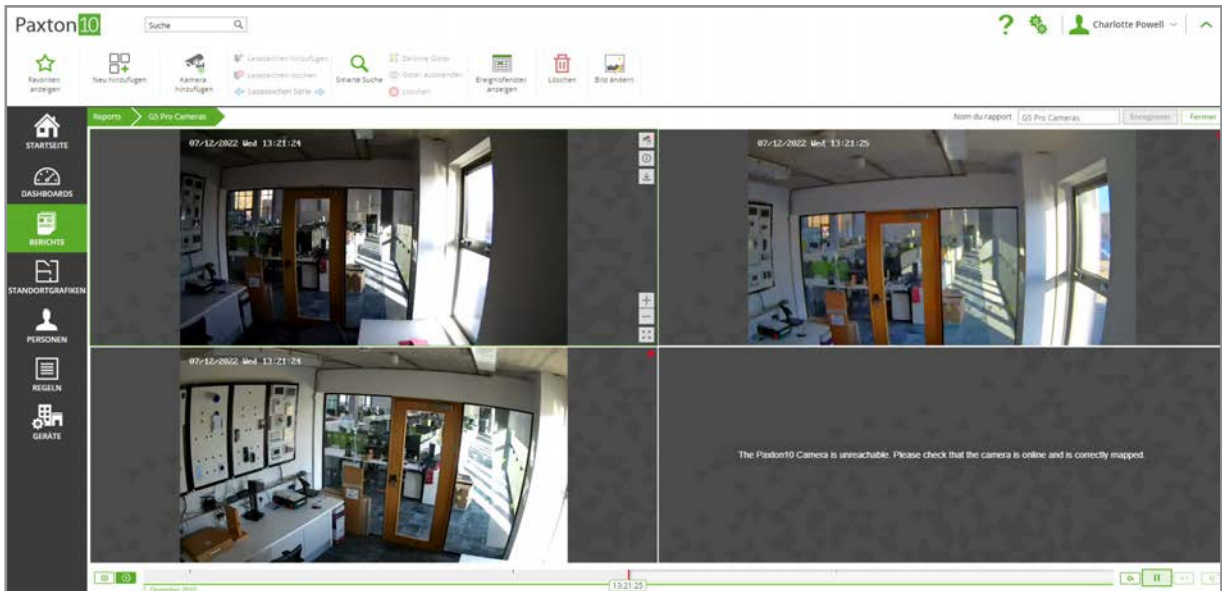 Paxton10
Suche
Charlotte Powell
Favoriten anzeigen
Neu hinzufügen
Kamera hinzufügen
Lesezeichen hinzufügen
Lesezeichen löschen
Lesezeichen Serie
Smarte Suche
Löschen
Ereignisfenster anzeigen
Löschen
Bild ändern
Reports
G5 Pro Cameras
Nom du rapport
G5 Pro Cameras
Enregistrer
Fermer
STARTSEITE
DASHBOARDS
BERICHTE
STANDORTGRAFIKEN
PERSONEN
REGELN
GERÄTE
07/12/2022 Wed 13:21:24
07/12/2022 Wed 13:21:25
07/12/2022 Wed 13:21:24
The Paxton10 Camera is unreachable. Please check that the camera is online and is correctly mapped.
13:21:25